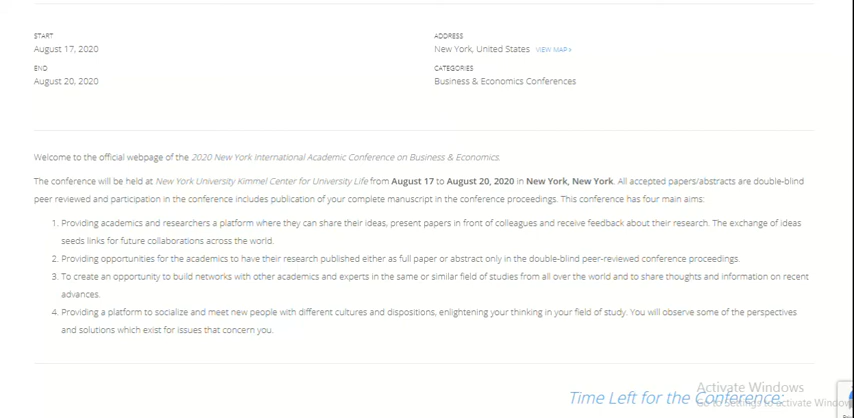 START
August 17, 2020
END
August 20, 2020
ADDRESS
New York, United States VIEW MAP
CATEGORIES
Business & Economics Conferences
Welcome to the official webpage of the 2020 New York International Academic Conference on Business & Economics.
The conference will be held at New York University Kimmel Center for University Life from August 17 to August 20, 2020 in New York, New York. All accepted papers/abstracts are double-blind
peer reviewed and participation in the conference includes publication of your complete manuscript in the conference proceedings. This conference has four main aims:
1. Providing academics and researchers a platform where they can share their ideas, present papers in front of colleagues and receive feedback about their research. The exchange of ideas
seeds links for future collaborations across the world.
2. Providing opportunities for the academics to have their research published either as full paper or abstract only in the double-blind peer-reviewed conference proceedings.
3. To create an opportunity to build networks with other academics and experts in the same or similar field of studies from all over the world and to share thoughts and information on recent
advances.
4. Providing a platform to socialize and meet new people with different cultures and dispositions, enlightening your thinking in your field of study. You will observe some of the perspectives
and solutions which exist for issues that concern you.
Time Left for the Conference:
Activate Windows
Go to Settings to activate Windows